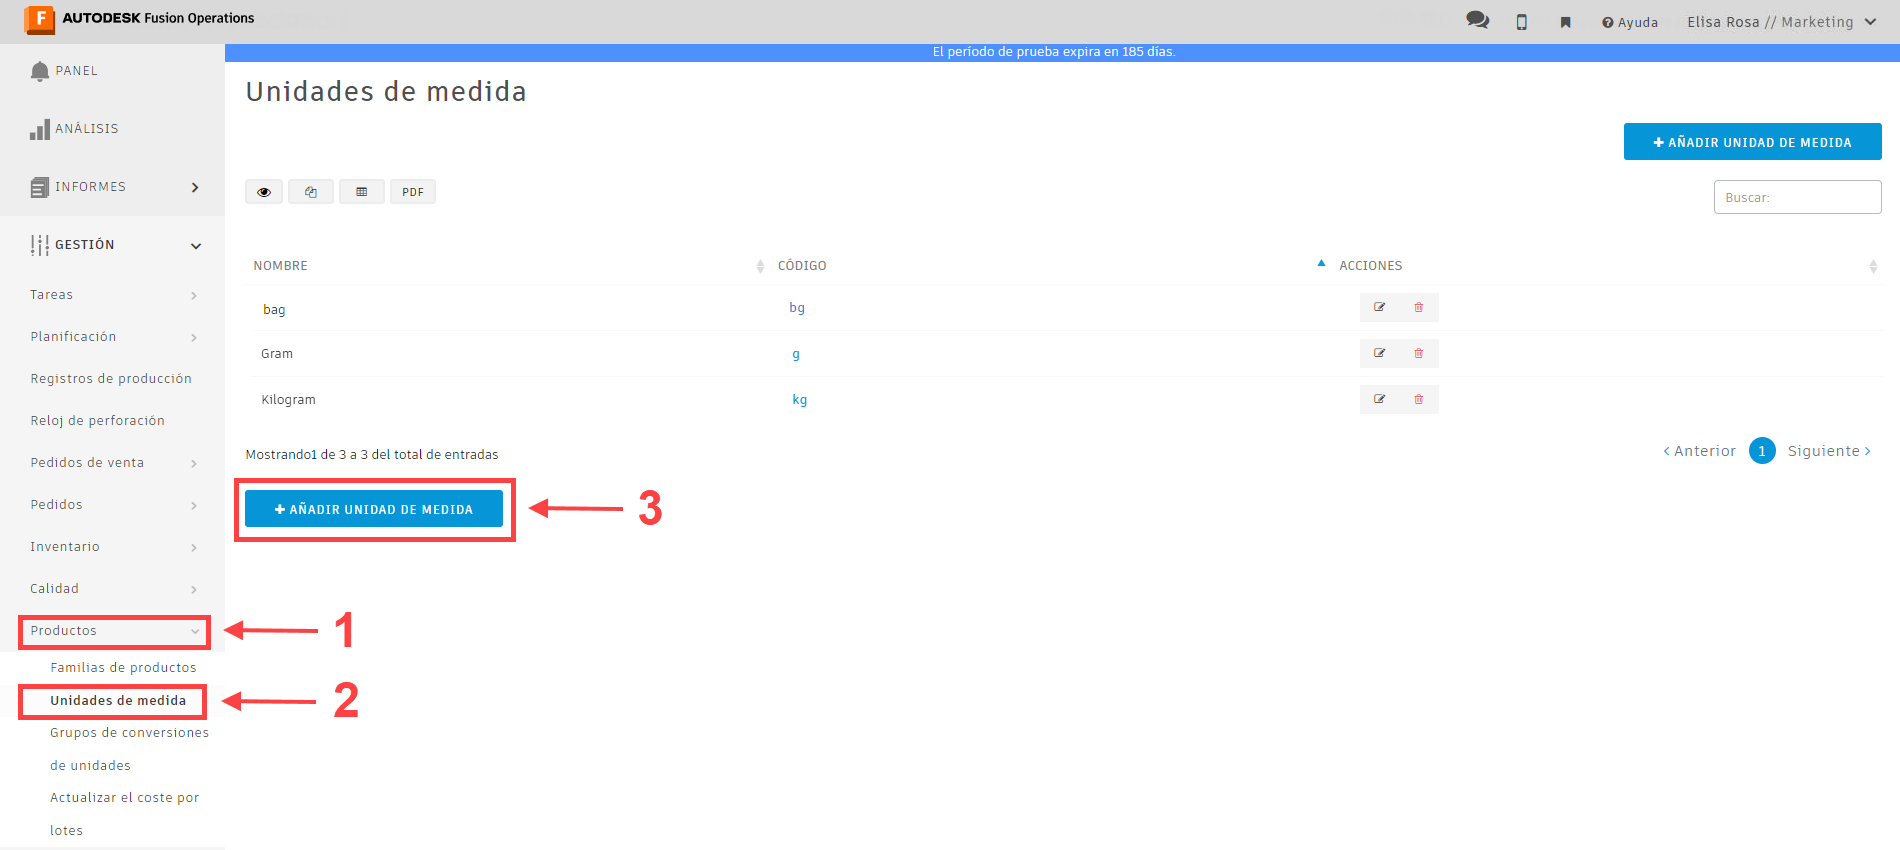 F AUTODESK Fusion Operations
Ayuda
Elisa Rosa // Marketing
El período de prueba expira en 185 días.
PANEL
ANÁLISIS
INFORMES
GESTIÓN
Tareas
Planificación
Registros de producción
Reloj de perforación
Pedidos de venta
Pedidos
Inventario
Calidad
Productos
Familias de productos
Unidades de medida
Grupos de conversiones
de unidades
Actualizar el coste por
lotes
1
2
Unidades de medida
+ AÑADIR UNIDAD DE MEDIDA
PDF
Buscar:
NOMBRE CÓDIGO ACCIONES
bag bg
Gram g
Kilogram kg
Mostrando1 de 3 a 3 del total de entradas
< Anterior 1 Siguiente >
+ AÑADIR UNIDAD DE MEDIDA
3